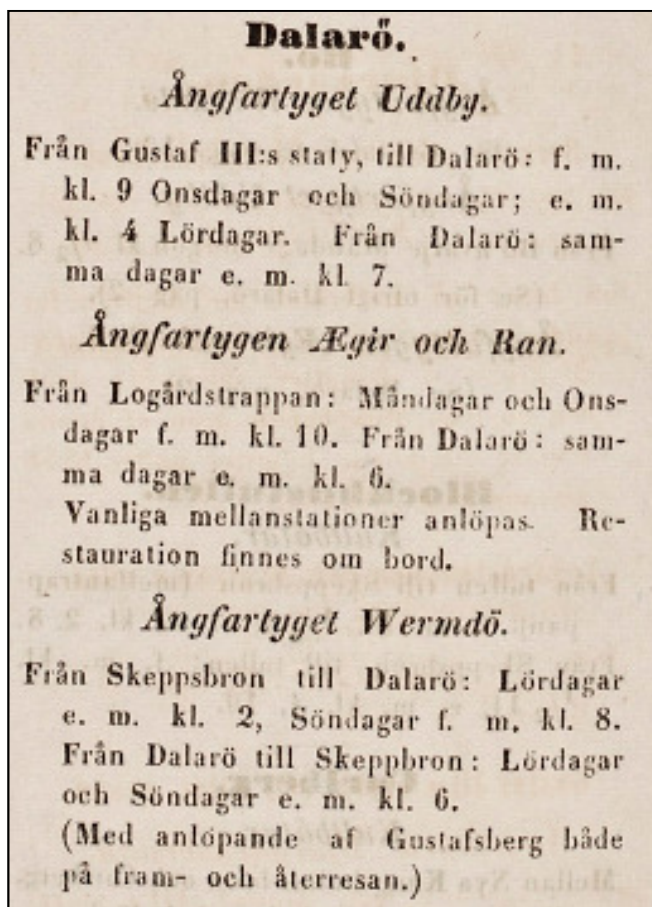 Dalarö.
Ångfartyget Uddby.
Från Gustaf III:s staty, till Dalarö: f. m.
kl. 9 Onsdagar och Söndagar; e. m.
kl. 4 Lördagar. Från Dalarö: sam-
ma dagar e. m. kl. 7.
Ångfartygen Ægir och Ran.
Från Logårdstrappan: Måndagar och Ons-
dagar f. m. kl. 10. Från Dalarö: sam-
ma dagar e. m. kl. 6.
Vanliga mellanstationer anlöpas. Re-
stauration finnes om bord.
Ångfartyget Wermdö.
Från Skeppsbron till Dalarö: Lördagar
e. m. kl. 2, Söndagar f. m. kl. 8.
Från Dalarö till Skeppbron: Lördagar
och Söndagar e. m. kl. 6.
(Med anlöpande af Gustafsberg både
på fram- och återresan.)